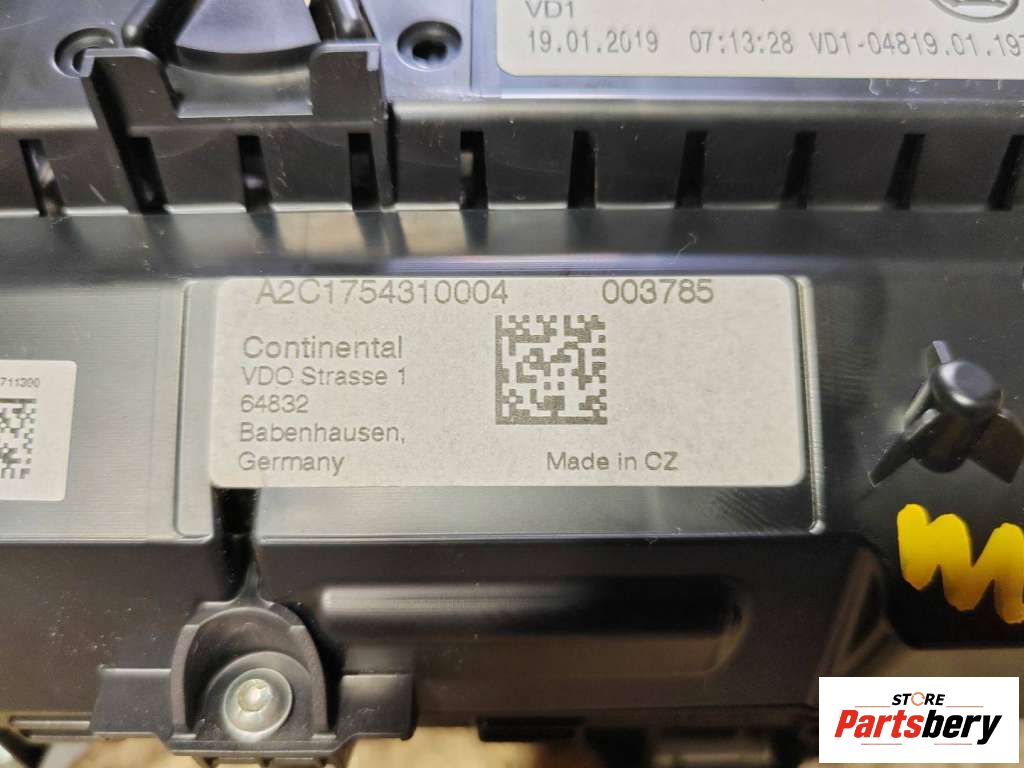 VD1
19.01.2019 07:13:28 VD1-04819.01.19
A2C1754310004 003785
Continental
VDO Strasse 1
64832
Babenhausen,
Germany
Made in CZ
711300
M
STORE
Partsbery